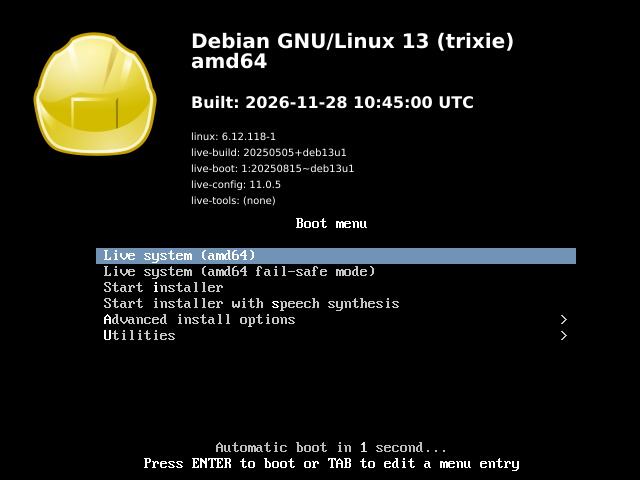 Debian GNU/Linux 13 (trixie)
amd64
Built: 2026-11-28 10:45:00 UTC
linux: 6.12.118-1
live-build: 20250505+deb13u1
live-boot: 1:20250815~deb13u1
live-config: 11.0.5
live-tools: (none)
Boot menu
Live system (amd64)
Live system (amd64 fail-safe mode)
Start installer
Start installer with speech synthesis
Advanced install options >
Utilities >
Automatic boot in 1 second...
Press ENTER to boot or TAB to edit a menu entry